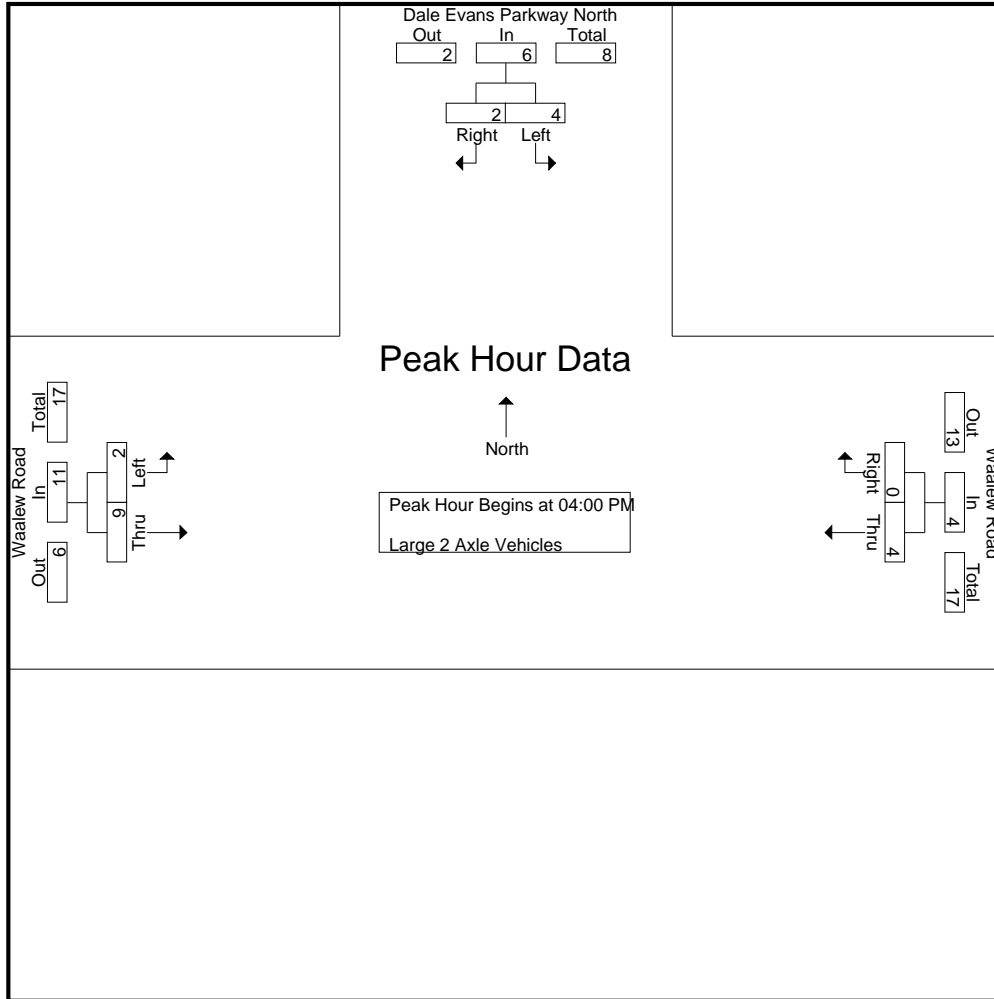 Dale Evans Parkway North
Out In Total
2 6 8
2 4
Right Left
Peak Hour Data
North
Peak Hour Begins at 04:00 PM
Large 2 Axle Vehicles
Waalew Road
Total In Out
17 11 6
2 9
Left Thru
Waalew Road
Out In Total
13 4 17
Right Thru
0 4